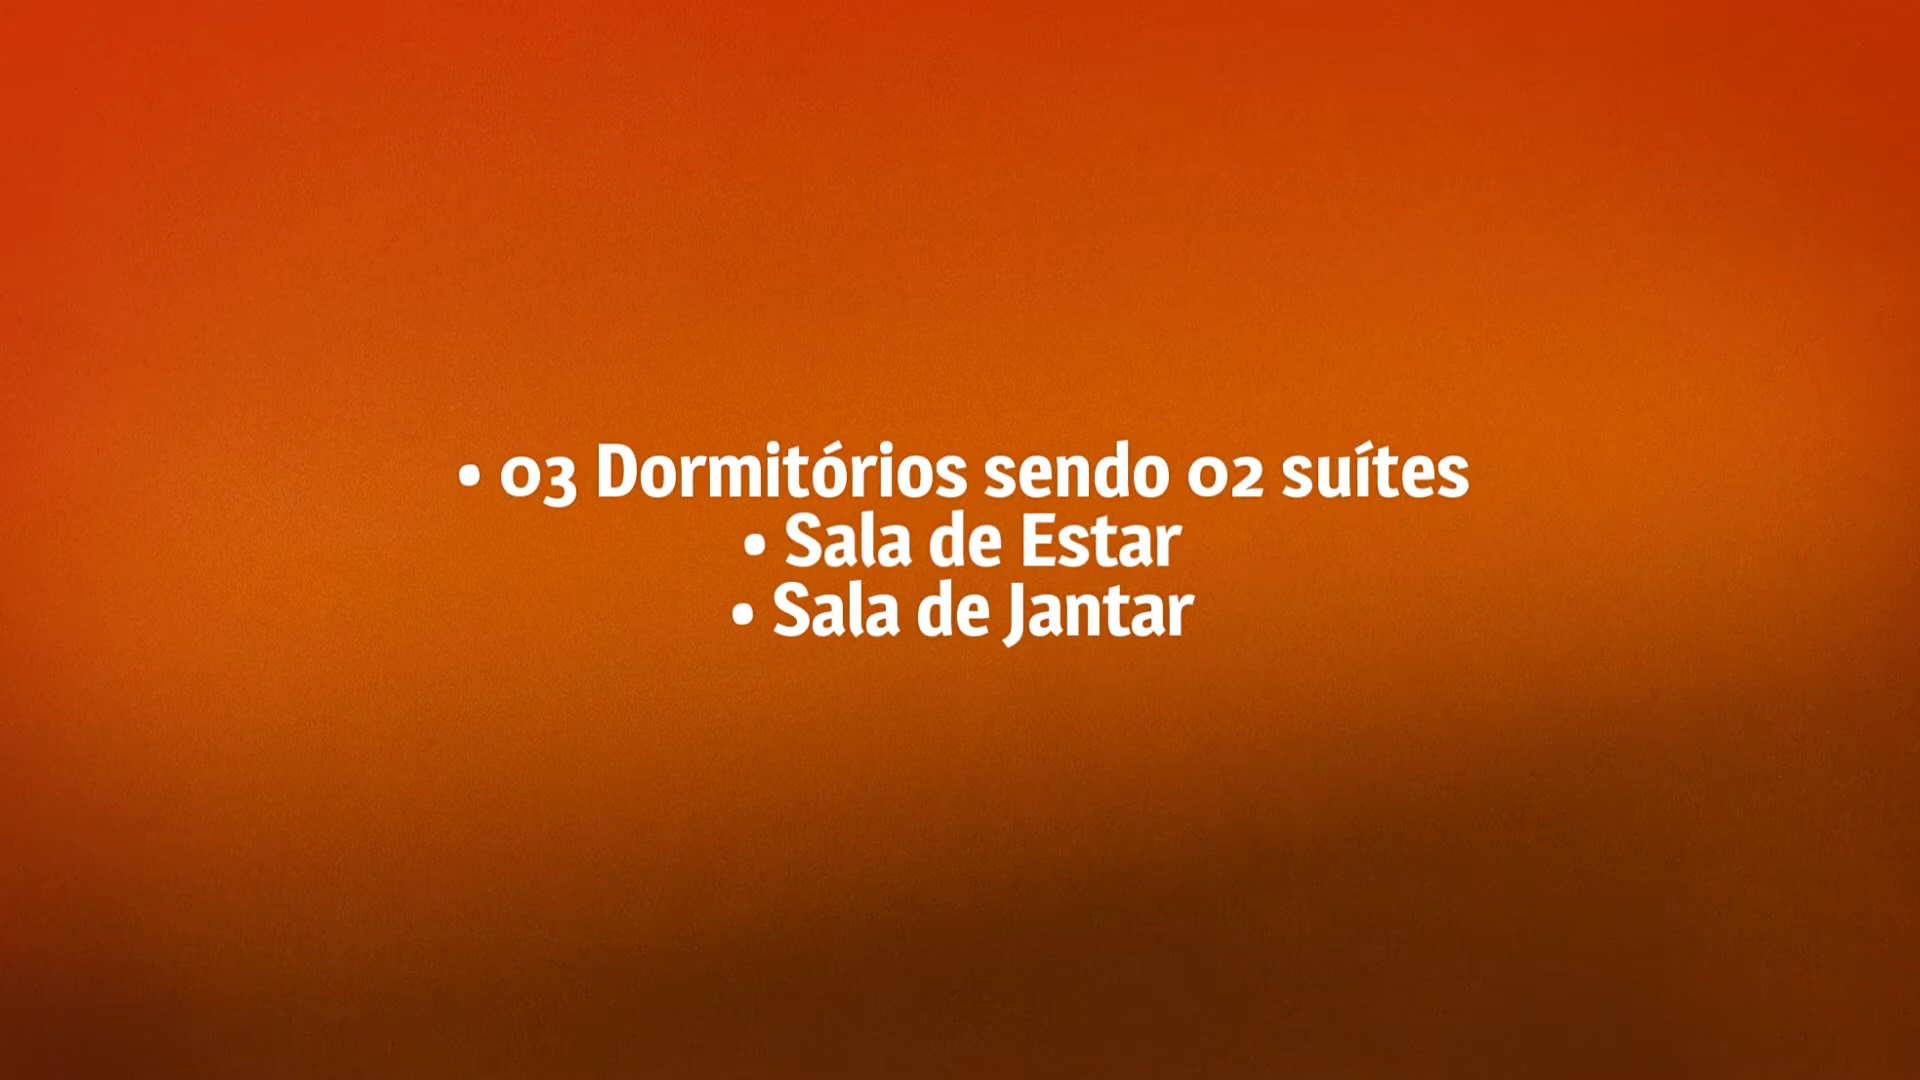 • 03 Dormitórios sendo 02 suítes
• Sala de Estar
• Sala de Jantar